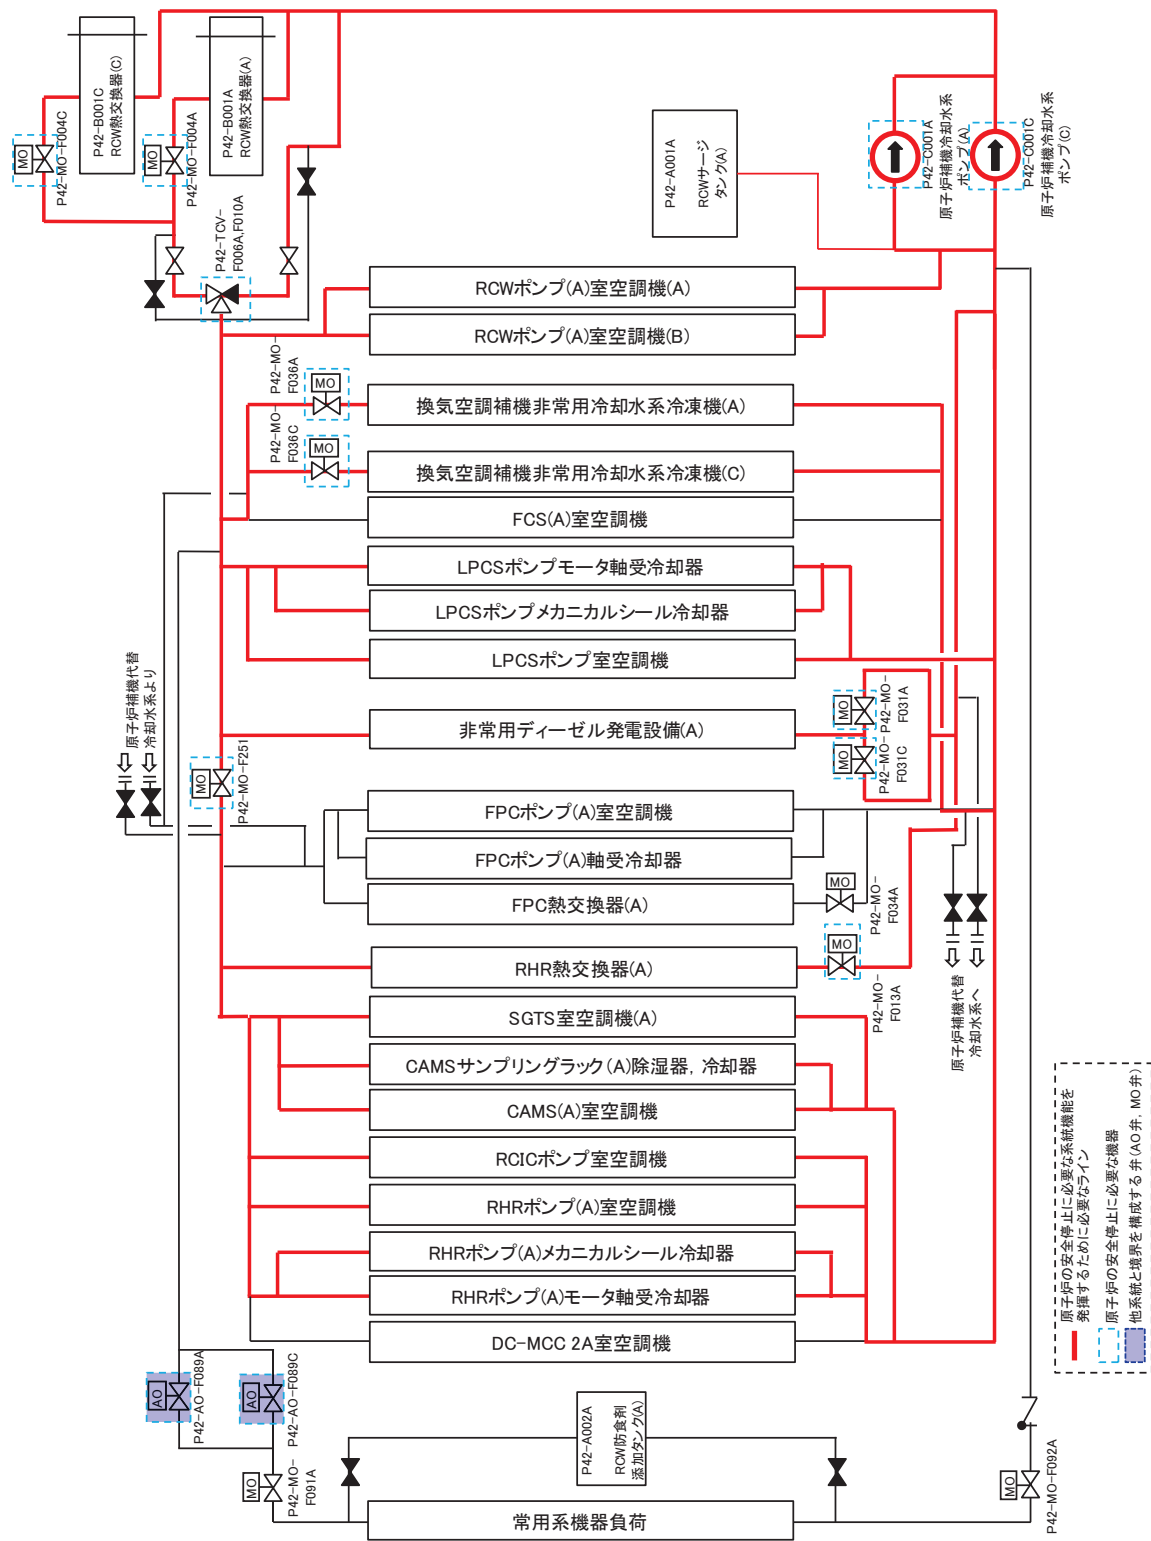 P42-B001C
RCW熱交換器(C)
P42-B001A
RCW熱交換器(A)
MO
P42-MO-F004C
MO
P42-MO-F004A
P42-TCV-
F006A,F010A
P42-A001A
RCWサージ
タンク(A)
P42-C001A
原子炉補機冷却水系
ポンプ(A)
P42-C001C
原子炉補機冷却水系
ポンプ(C)
RCWポンプ(A)室空調機(A)
RCWポンプ(A)室空調機(B)
P42-MO-
F036A
MO
換気空調補機非常用冷却水系冷凍機(A)
P42-MO-
F036C
MO
換気空調補機非常用冷却水系冷凍機(C)
FCS(A)室空調機
LPCSポンプモータ軸受冷却器
LPCSポンプメカニカルシール冷却器
LPCSポンプ室空調機
原子炉補機代替
冷却水系より
MO
P42-MO-F251
非常用ディーゼル発電設備(A)
MO
P42-MO-
F031A
MO
P42-MO-
F031C
FPCポンプ(A)室空調機
FPCポンプ(A)軸受冷却器
FPC熱交換器(A)
MO
P42-MO-
F034A
RHR熱交換器(A)
MO
P42-MO-
F013A
原子炉補機代替
冷却水系へ
SGTS室空調機(A)
CAMSサンプリングラック(A)除湿器，冷却器
CAMS(A)室空調機
RCICポンプ室空調機
RHRポンプ(A)室空調機
RHRポンプ(A)メカニカルシール冷却器
RHRポンプ(A)モータ軸受冷却器
DC-MCC 2A室空調機
AO
P42-AO-F089A
AO
P42-AO-F089C
MO
P42-MO-
F091A
P42-A002A
RCW防食剤
添加タンク(A)
常用系機器負荷
MO
P42-MO-F092A
原子炉の安全停止に必要な系統機能を
発揮するために必要なライン
原子炉の安全停止に必要な機器
他系統と境界を構成する弁(AO弁，MO弁)